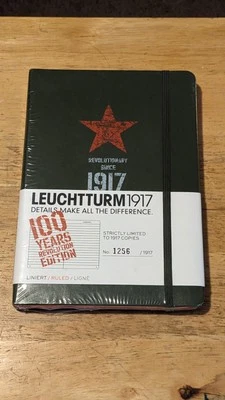 REVOLUTIONARY
SINCE
1917
LEUCHTTURM1917
DETAILS MAKE ALL THE DIFFERENCE.
100
YEARS
REVOLUTION
EDITION
STRICTLY LIMITED
TO 1917 COPIES
No. 1256 / 1917
LINIERT / RULED / LIGNÉ